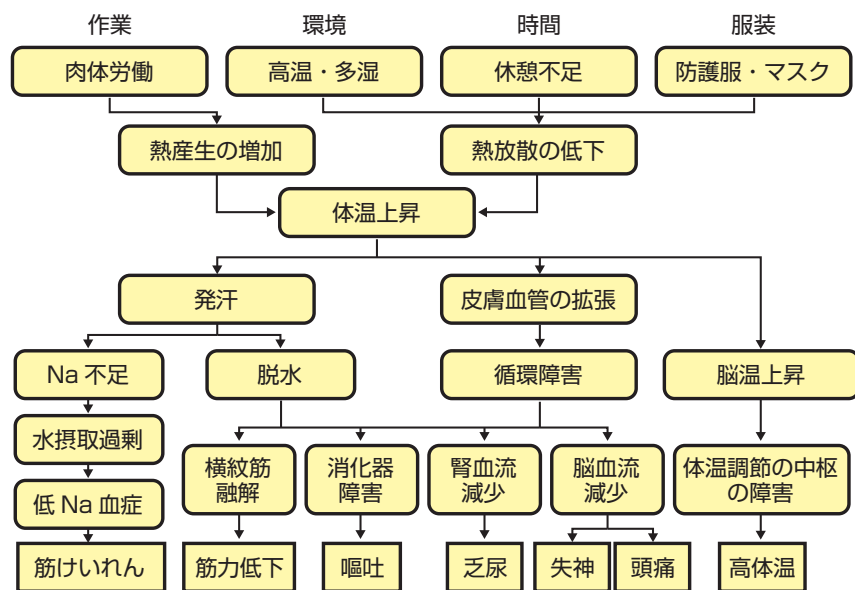 作業
環境
時間
服装
肉体労働
高温・多湿
休憩不足
防護服・マスク
熱産生の増加
熱放散の低下
体温上昇
発汗
皮膚血管の拡張
Na 不足
脱水
循環障害
脳温上昇
水摂取過剰
横紋筋
融解
消化器
障害
腎血流
減少
脳血流
減少
体温調節の中枢
の障害
低 Na 血症
筋けいれん
筋力低下
嘔吐
乏尿
失神
頭痛
高体温